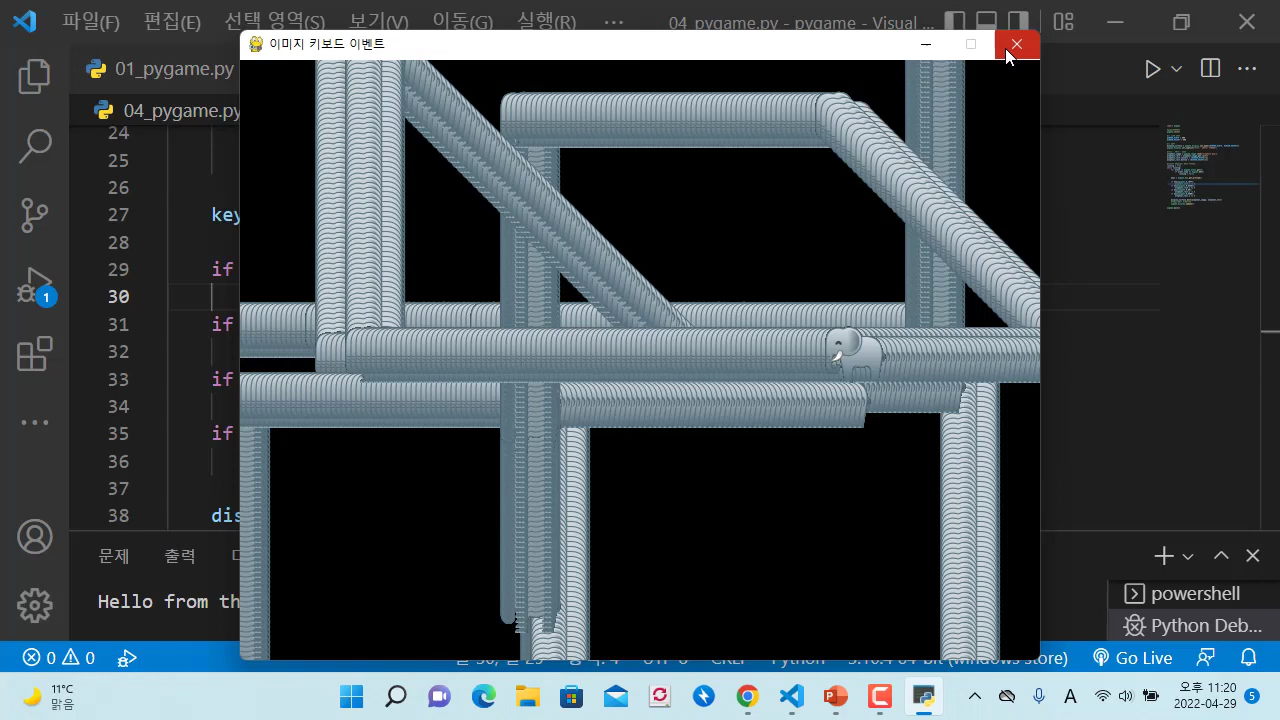 파일(F) 편집(E) 선택 영역(S) 보기(V) 이동(G) 실행(R) ··· 04_pygame.py - pygame - Visual ...
이미지 키보드 이벤트
01_pygame.py
04_pygame
24
25
26
27 key
28
29 if
30
31 if
32
33 if
34
35 if
36
37 dis
문제 출력
Hello from th
powershell
Python Deb...
1
0 0
Python
Go Live
11°C
맑음
A
오후 11:20
2022-04-29
5